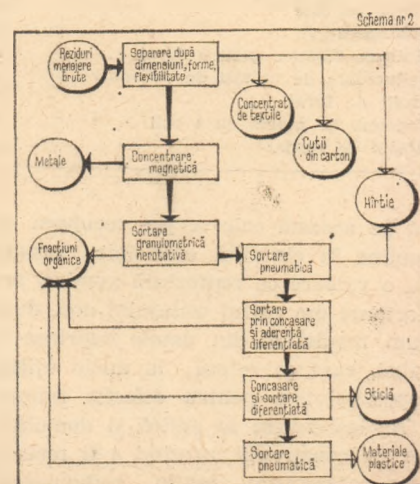 Schema nr 2
Reziduri
menajere
brute
Separare după
dimensiuni, forme,
flexibilitate
Concentrat
de textile
Cutii
din carton
Hîrtie
Metale
Concentrare
magnetică
Fracțiuni
organice
Sortare
granulometrică
nerotativă
Sortare
pneumatică
Sortare
prin concasare
și aderență
diferențiată
Concasare
și sortare
diferențiată
Sticlă
Sortare
pneumatică
Materiale
plastice